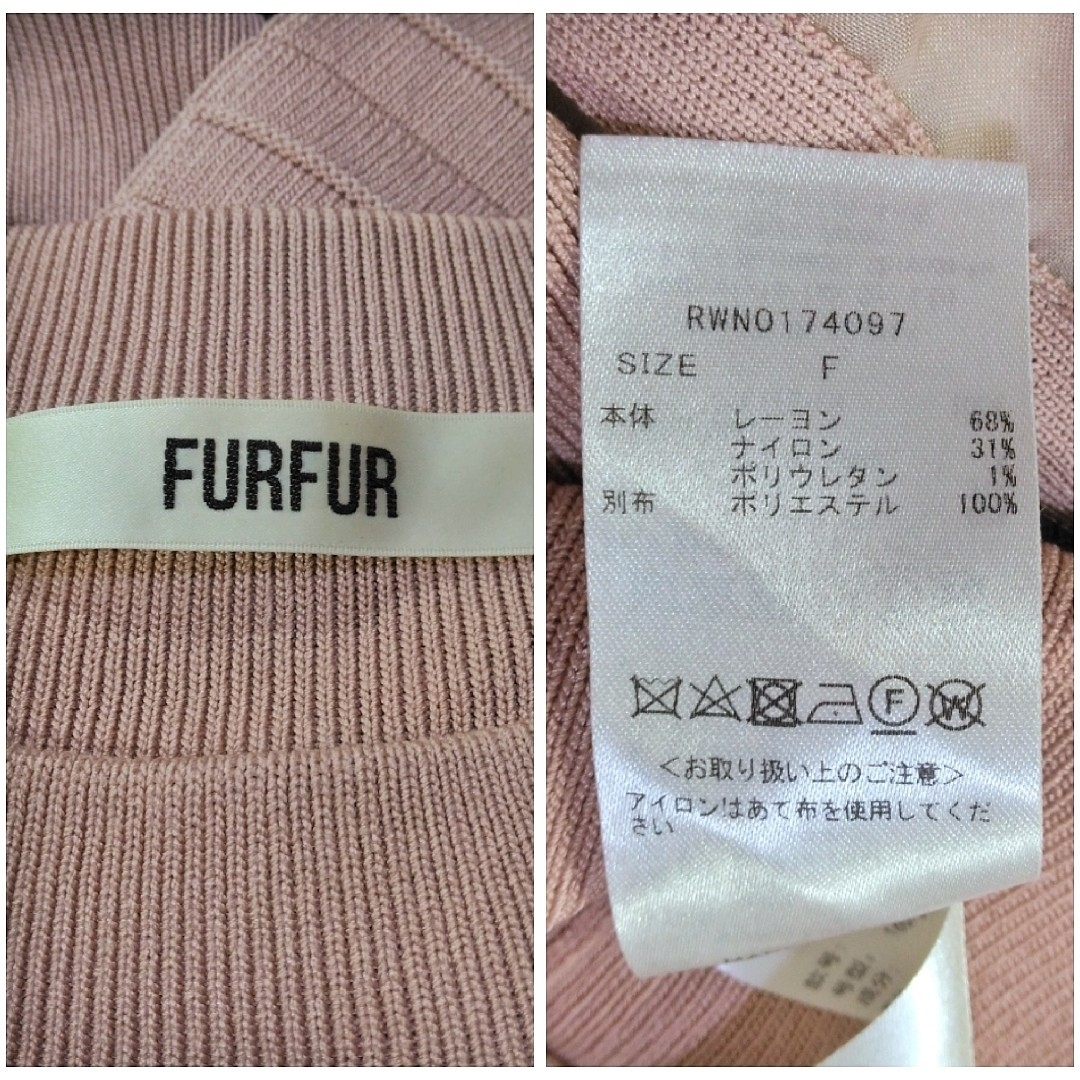 FURFUR
RWN0174097
SIZE F
本体 レーヨン 68%
ナイロン 31%
ポリウレタン 1%
別布 ポリエステル 100%
F
W
<お取り扱い上のご注意>
アイロンはあて布を使用してくだ
さい